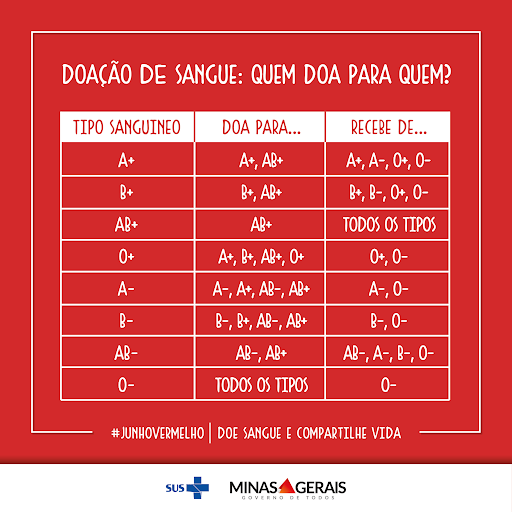 DOAÇÃO DE SANGUE: QUEM DOA PARA QUEM?
TIPO SANGUINEO DOA PARA... RECEBE DE...
A+ A+, AB+ A+, A-, O+, O-
B+ B+, AB+ B+, B-, O+, O-
AB+ AB+ TODOS OS TIPOS
O+ A+, B+, AB+, O+ O+, O-
A- A-, A+, AB-, AB+ A-, O-
B- B-, B+, AB-, AB+ B-, O-
AB- AB-, AB+ AB-, A-, B-, O-
O- TODOS OS TIPOS O-
#JUNHOVERMELHO | DOE SANGUE E COMPARTILHE VIDA
SUS MINAS GERAIS
GOVERNO DE TODOS